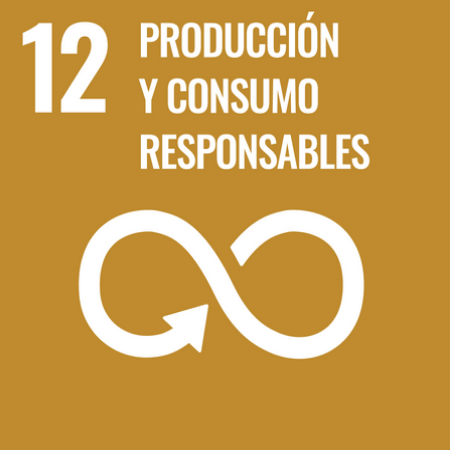 12 PRODUCCIÓN
Y CONSUMO
RESPONSABLES